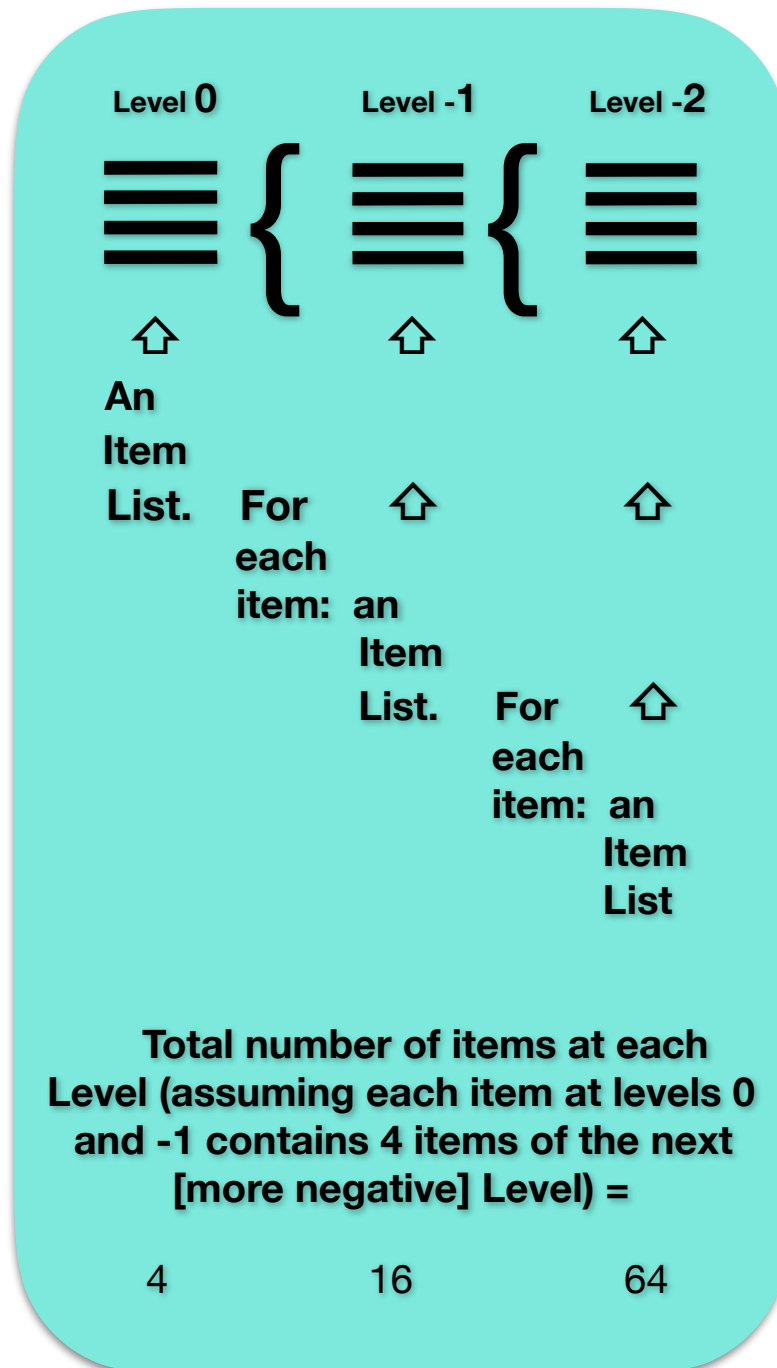 Level 0 Level -1 Level -2
An
Item
List. For
each
item: an
Item
List. For
each
item: an
Item
List
Total number of items at each
Level (assuming each item at levels 0
and -1 contains 4 items of the next
[more negative] Level) =
4 16 64